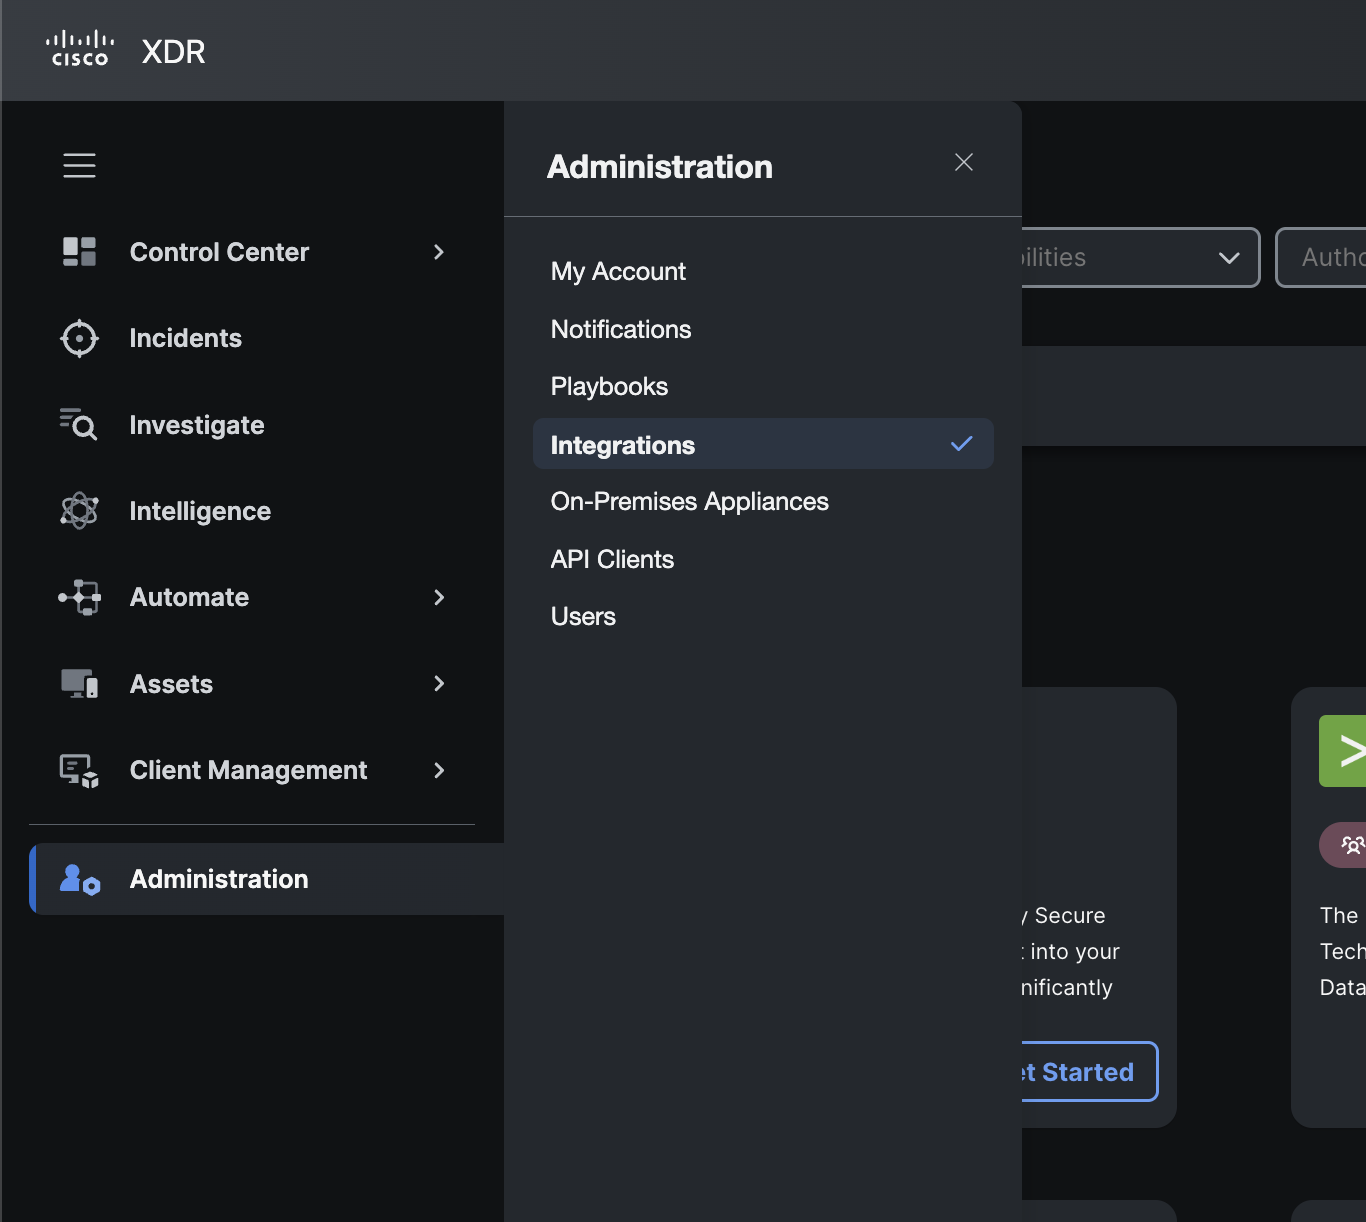 CISCO XDR
Control Center
Incidents
Investigate
Intelligence
Automate
Assets
Client Management
Administration
Administration
My Account
Notifications
Playbooks
Integrations
On-Premises Appliances
API Clients
Users
ilities
Autho
y Secure
t into your
nificantly
et Started
The
Tech
Data